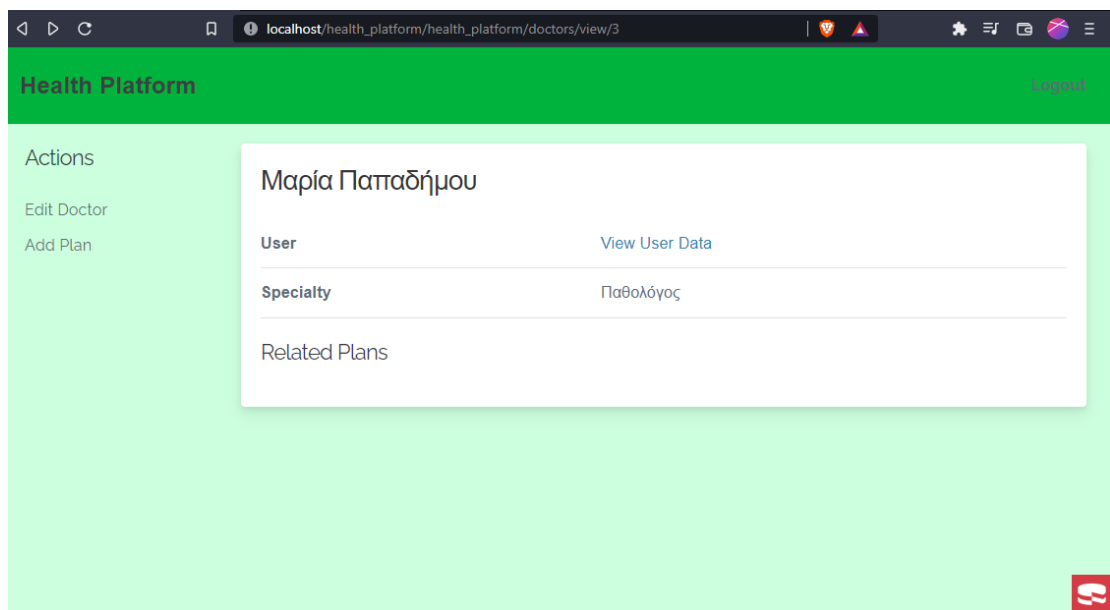 localhost/health_platform/health_platform/doctors/view/3
Health Platform
Logout
Actions
Edit Doctor
Add Plan
Μαρία Παπαδήμου
User View User Data
Specialty Παθολόγος
Related Plans